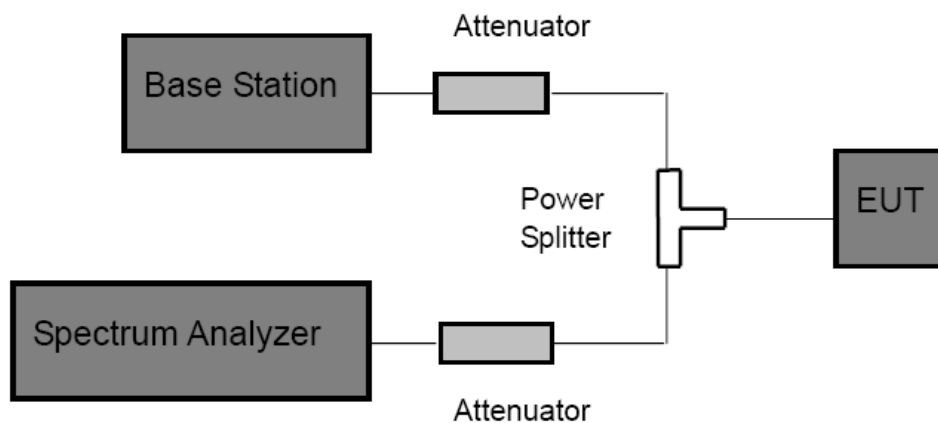 Attenuator
Base Station
Power
Splitter
EUT
Spectrum Analyzer
Attenuator